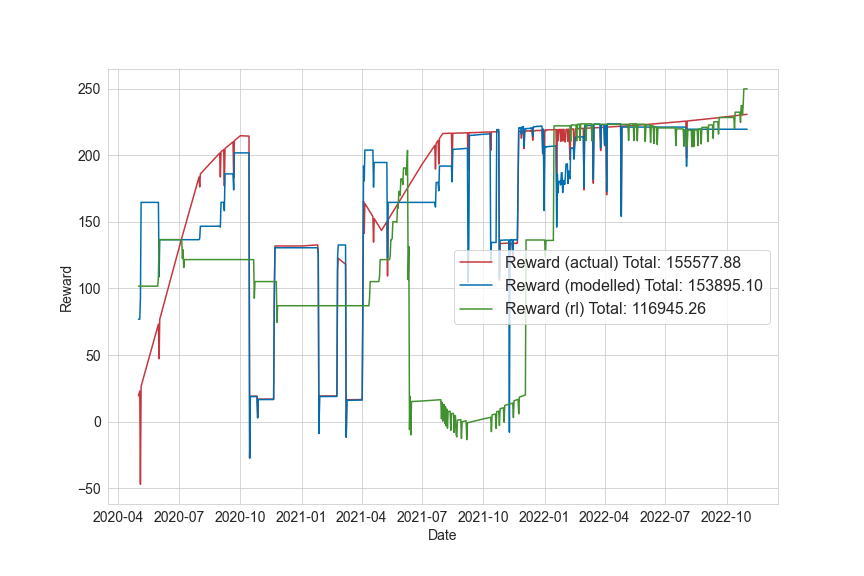 250
200
150
100
50
0
−50
Reward
Reward (actual) Total: 155577.88
Reward (modelled) Total: 153895.10
Reward (rl) Total: 116945.26
2020-04 2020-07 2020-10 2021-01 2021-04 2021-07 2021-10 2022-01 2022-04 2022-07 2022-10
Date